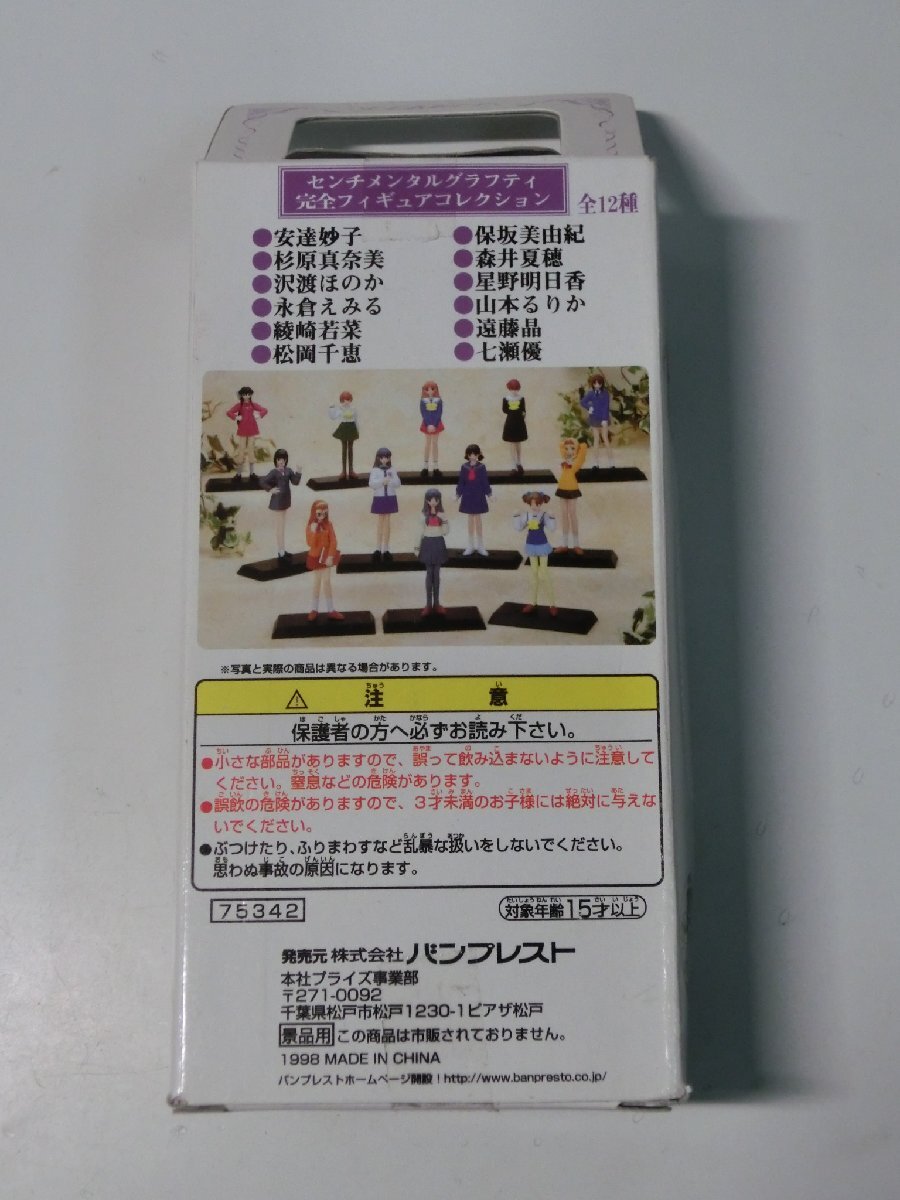 センチメンタルグラフティ
完全フィギュアコレクション
全12種
●安達妙子
●杉原真奈美
●沢渡ほのか
●永倉えみる
●綾崎若菜
●松岡千恵
●保坂美由紀
●森井夏穂
●星野明日香
●山本るりか
●遠藤晶
●七瀬優
※写真と実際の商品は異なる場合があります。
⚠ 注意
保護者の方へ必ずお読み下さい。
●小さな部品がありますので、誤って飲み込まないように注意して
ください。窒息などの危険があります。
●誤飲の危険がありますので、3才未満のお子様には絶対に与えな
いでください。
●ぶつけたり、ふりまわすなど乱暴な扱いをしないでください。
思わぬ事故の原因になります。
75342
対象年齢15才以上
発売元 株式会社 バンプレスト
本社プライズ事業部
〒271-0092
千葉県松戸市松戸1230-1ピアザ松戸
景品用 この商品は市販されておりません。
1998 MADE IN CHINA
バンプレストホームページ開設!http://www.banpresto.co.jp/